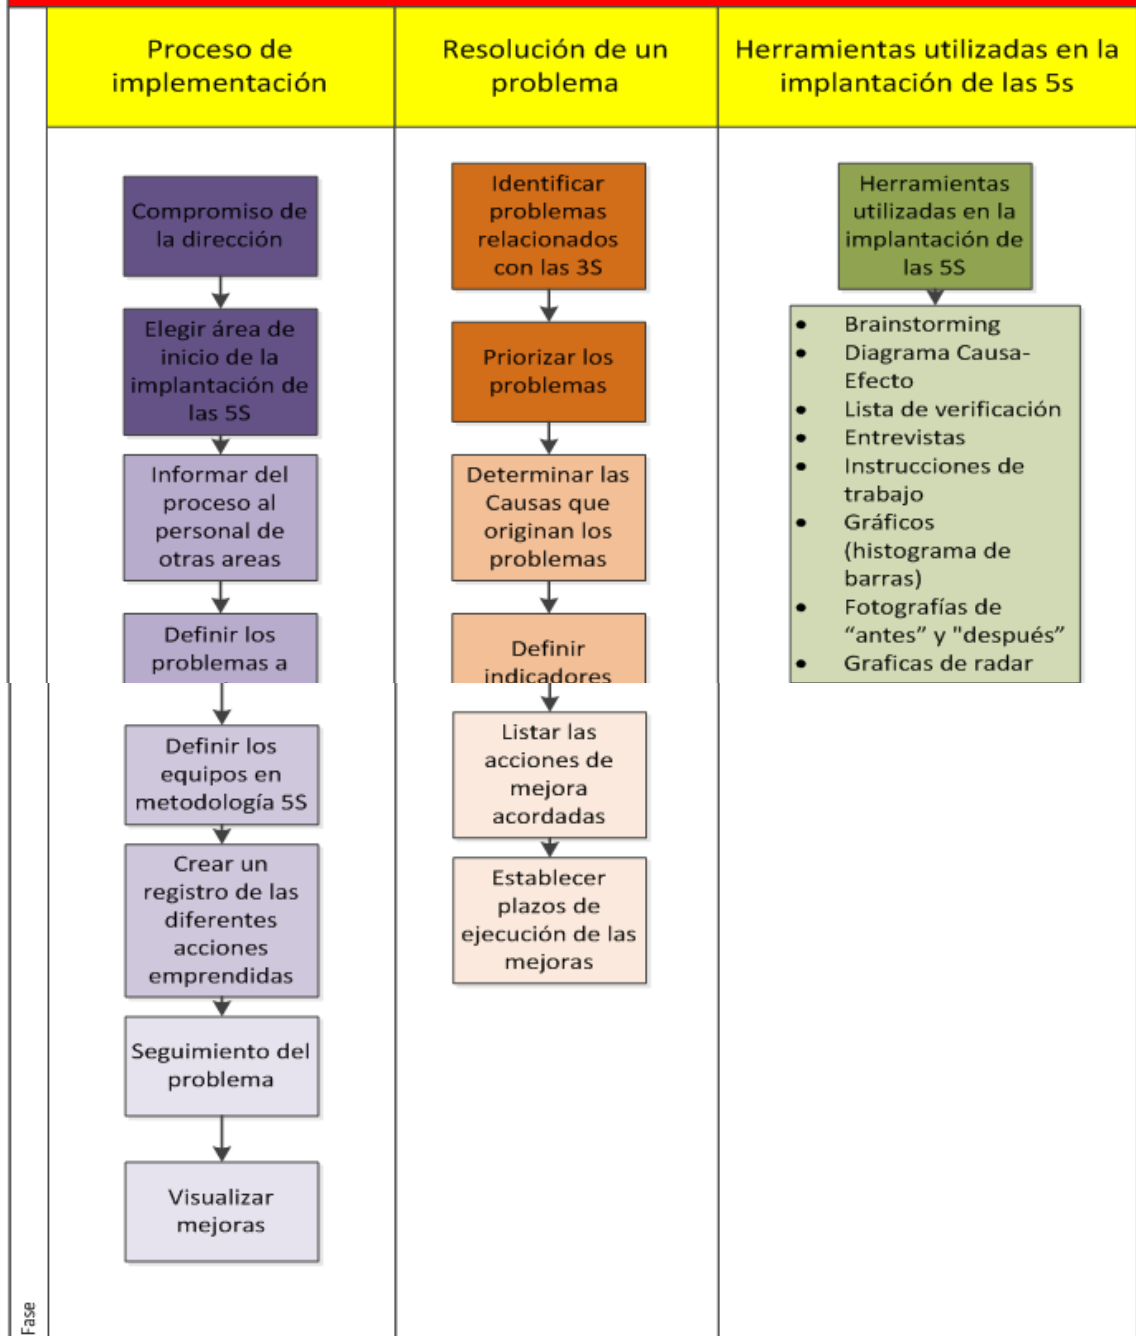 Proceso de
implementación
Resolución de un
problema
Herramientas utilizadas en la
implantación de las 5s
Compromiso de
la dirección
Elegir área de
inicio de la
implantación de
las 5S
Informar del
proceso al
personal de
otras areas
Definir los
problemas a
Definir los
equipos en
metodología 5S
Crear un
registro de las
diferentes
acciones
emprendidas
Seguimiento del
problema
Visualizar
mejoras
Identificar
problemas
relacionados
con las 3S
Priorizar los
problemas
Determinar las
Causas que
originan los
problemas
Definir
indicadores
Listar las
acciones de
mejora
acordadas
Establecer
plazos de
ejecución de las
mejoras
Herramientas
utilizadas en la
implantación de
las 5S
• Brainstorming
• Diagrama Causa-
Efecto
• Lista de verificación
• Entrevistas
• Instrucciones de
trabajo
• Gráficos
(histograma de
barras)
• Fotografías de
“antes” y "después”
• Graficas de radar
Fase